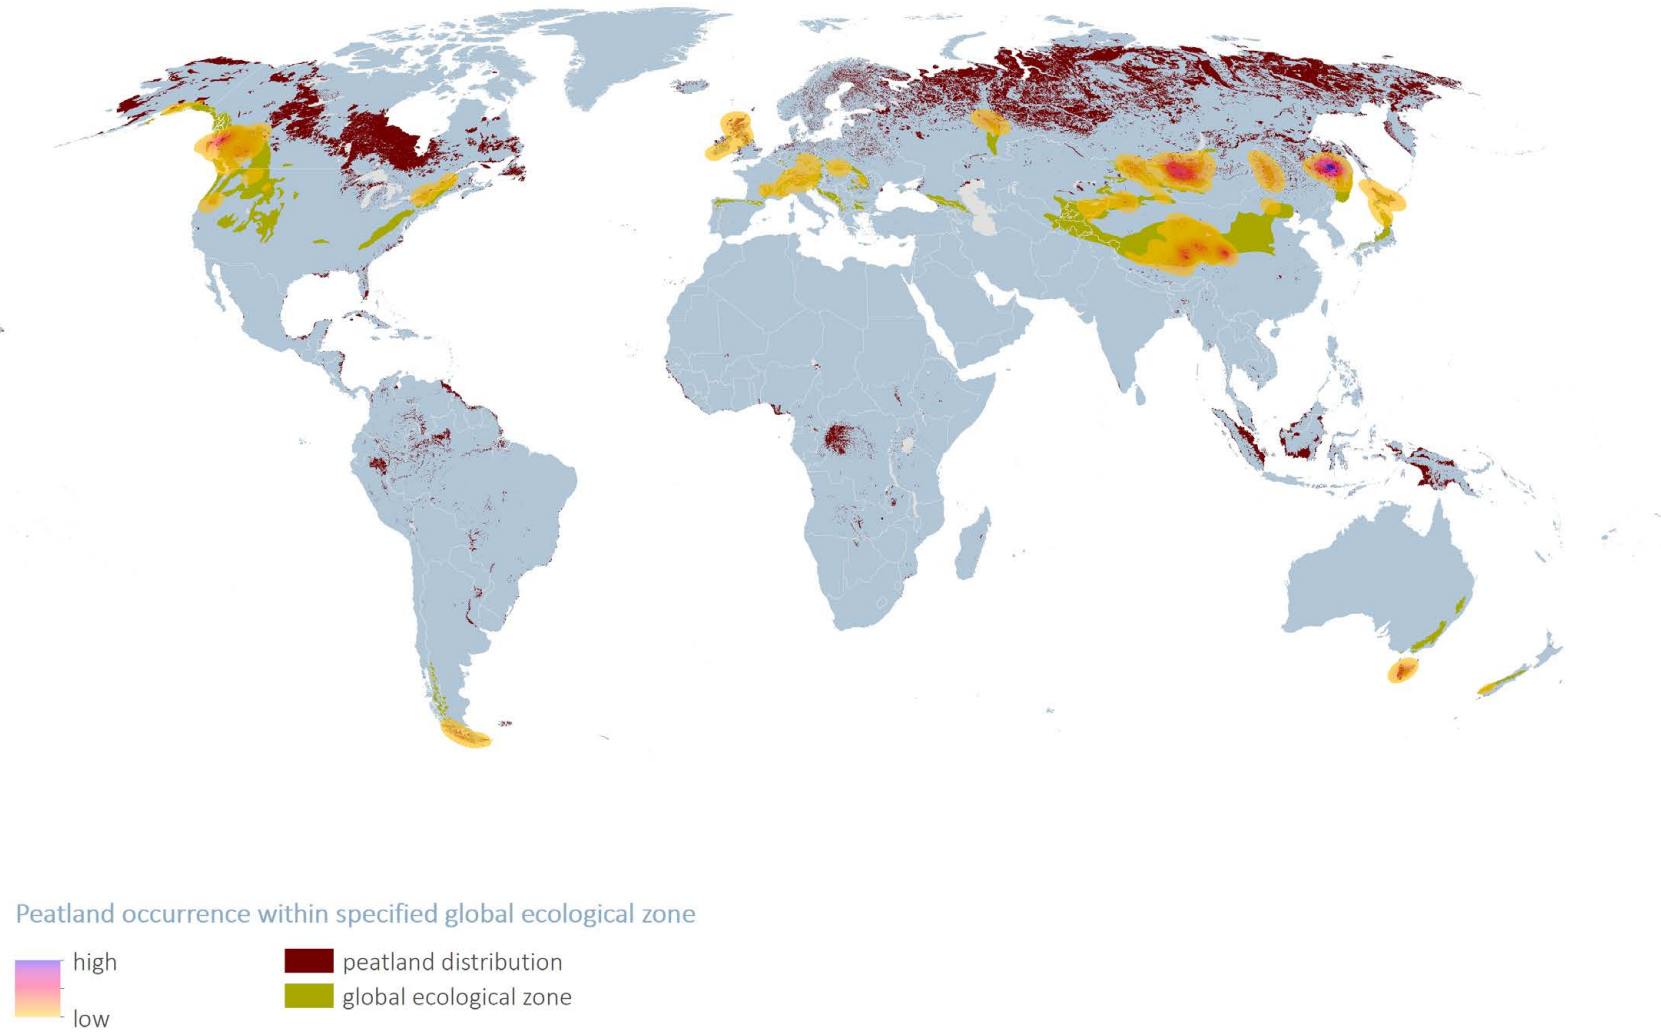 Peatland occurrence within specified global ecological zone
high
peatland distribution
global ecological zone
low